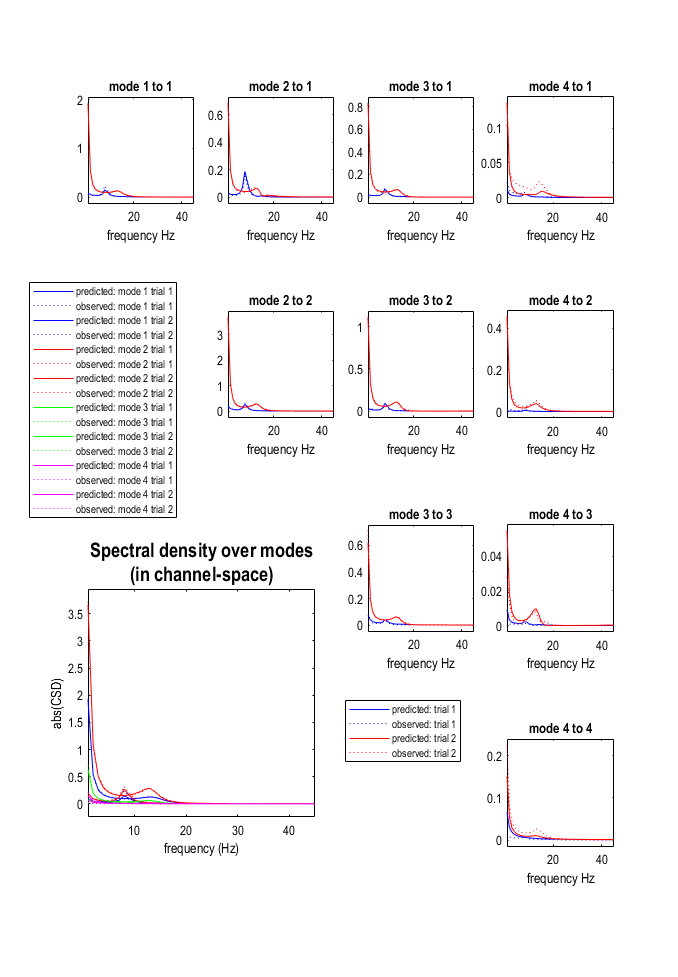 mode 1 to 1
mode 2 to 1
mode 3 to 1
mode 4 to 1
2
1
0
20
40
frequency Hz
0.6
0.4
0.2
0
20
40
frequency Hz
0.8
0.6
0.4
0.2
0
20
40
frequency Hz
0.1
0.05
0
20
40
frequency Hz
predicted: mode 1 trial 1
observed: mode 1 trial 1
predicted: mode 1 trial 2
observed: mode 1 trial 2
predicted: mode 2 trial 1
observed: mode 2 trial 1
predicted: mode 2 trial 2
observed: mode 2 trial 2
predicted: mode 3 trial 1
observed: mode 3 trial 1
predicted: mode 3 trial 2
observed: mode 3 trial 2
predicted: mode 4 trial 1
observed: mode 4 trial 1
predicted: mode 4 trial 2
observed: mode 4 trial 2
mode 2 to 2
mode 3 to 2
mode 4 to 2
3
2
1
0
20
40
frequency Hz
1
0.5
0
20
40
frequency Hz
0.4
0.2
0
20
40
frequency Hz
mode 3 to 3
mode 4 to 3
0.6
0.4
0.2
0
20
40
frequency Hz
0.04
0.02
0
20
40
frequency Hz
Spectral density over modes
(in channel-space)
abs(CSD)
3.5
3
2.5
2
1.5
1
0.5
0
10
20
30
40
frequency (Hz)
predicted: trial 1
observed: trial 1
predicted: trial 2
observed: trial 2
mode 4 to 4
0.2
0.1
0
20
40
frequency Hz